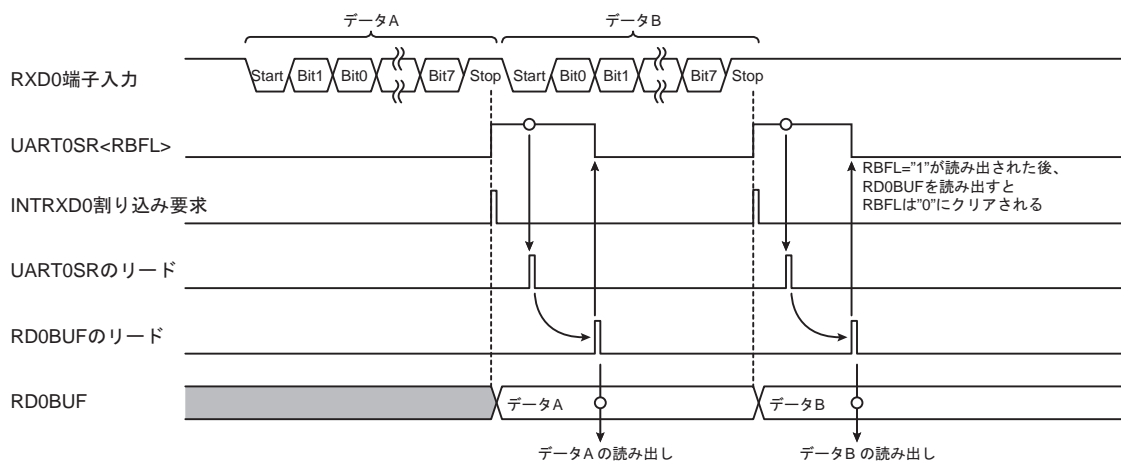 データA データB
RXD0端子入力 Start Bit1 Bit0 Bit7 Stop Start Bit0 Bit1 Bit7 Stop
UART0SR<RBFL>
RBFL="1"が読み出された後、
RD0BUFを読み出すと
RBFLは"0"にクリアされる
INTRXD0割り込み要求
UART0SRのリード
RD0BUFのリード
RD0BUF データA データB
データA の読み出し データB の読み出し